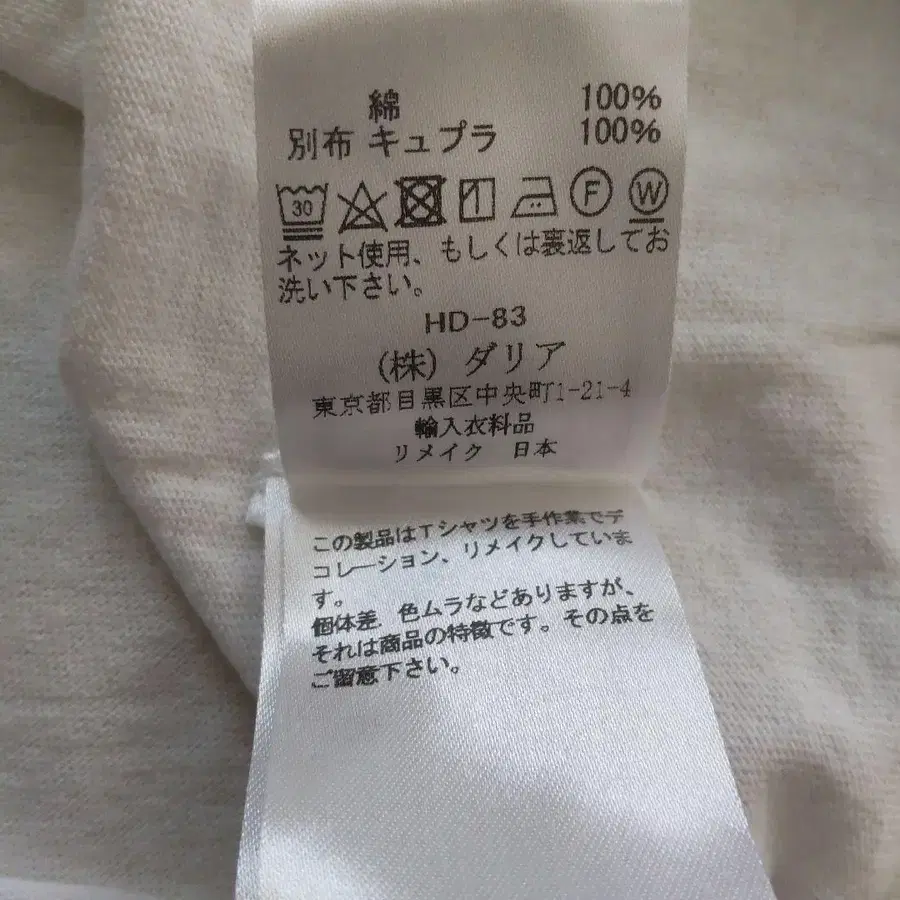 綿 100%
別布 キュプラ 100%
30 F W
ネット使用、もしくは裏返してお
洗い下さい。
HD-83
(株) ダリア
東京都目黒区中央町1-21-4
輸入衣料品
リメイク 日本
この製品はTシャツを手作業でデ
コレーション、リメイクしていま
す。
個体差、色ムラなどありますが、
それは商品の特徴です。その点を
ご留意下さい。